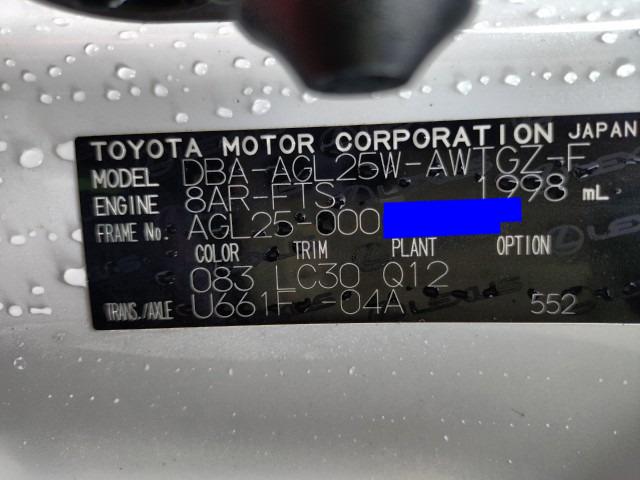 TOYOTA MOTOR CORPORATION JAPAN
MODEL DBA-AGL25W-AWTGZ-F
ENGINE 8AR-FTS 1998 mL
FRAME No. AGL25-000
COLOR TRIM PLANT OPTION
083 LC30 Q12
TRANS./AXLE U661F -04A 552
LEXUS